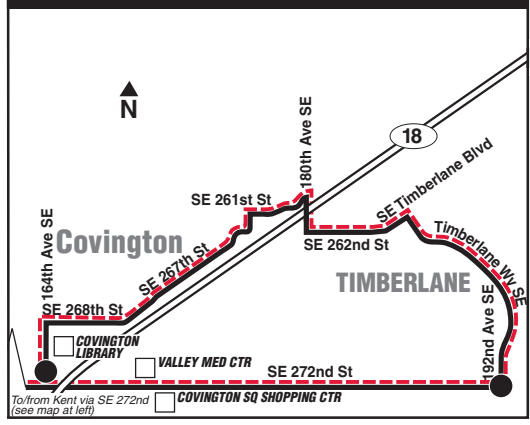 N
180th Ave SE
18
SE Timberlane Blvd
SE 261st St
164th Ave SE
Covington
SE 267th St
SE 262nd St
Timberlane Wy SE
TIMBERLANE
SE 268th St
192nd Ave SE
COVINGTON
LIBRARY
VALLEY MED CTR
SE 272nd St
To/from Kent via SE 272nd
(see map at left)
COVINGTON SQ SHOPPING CTR